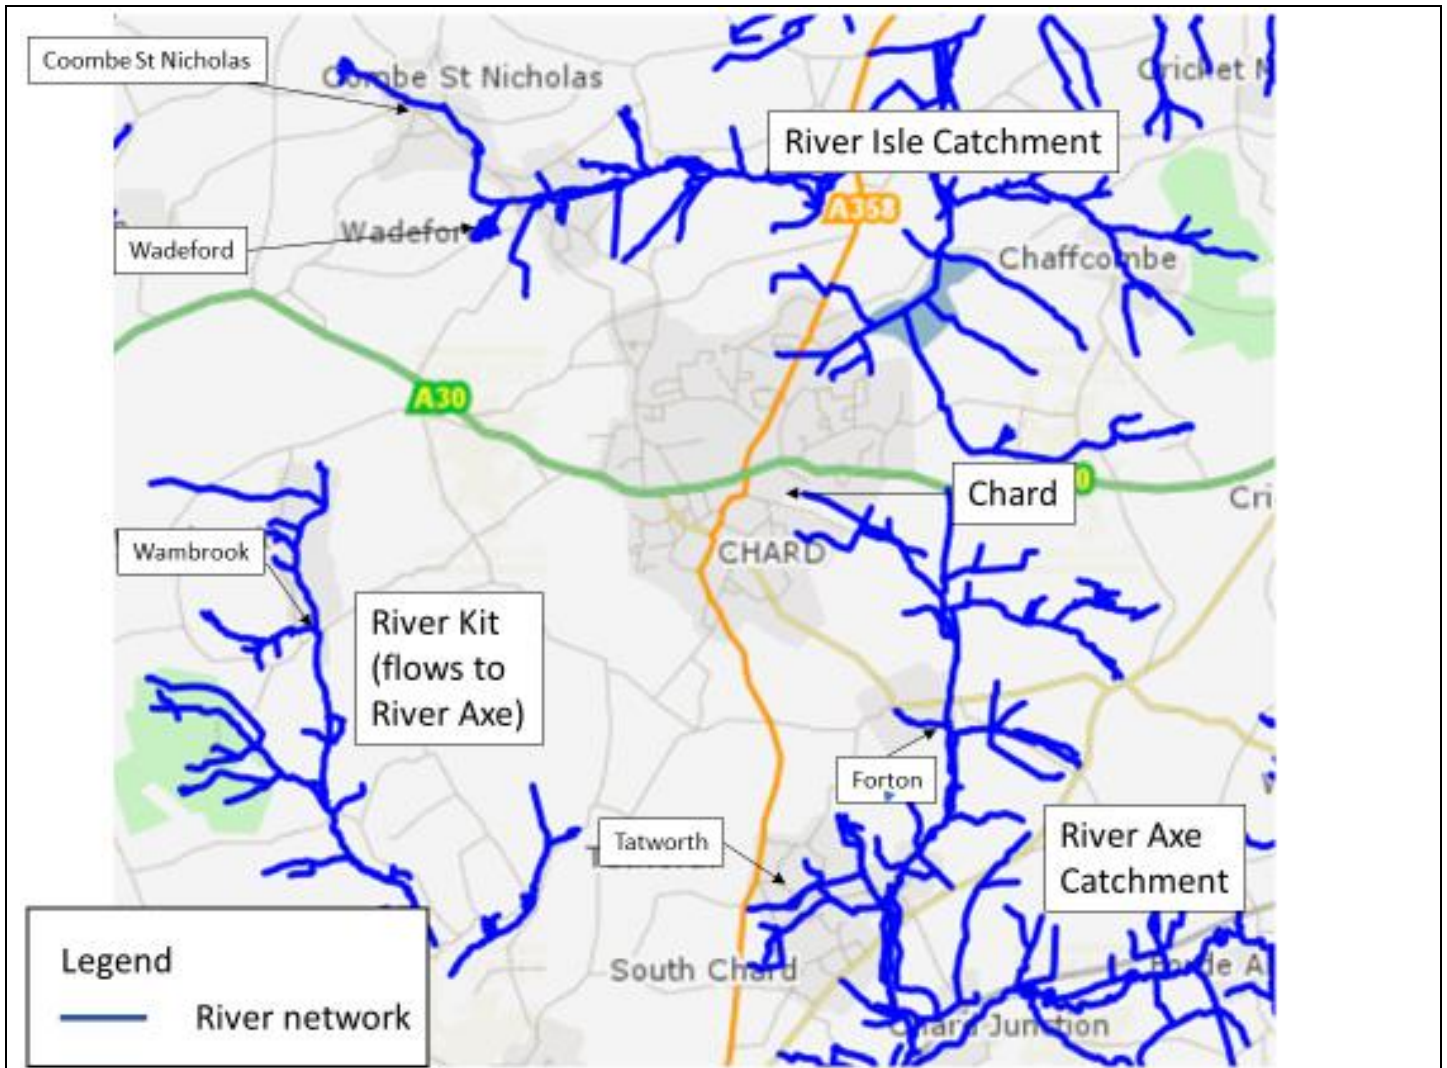 Coombe St Nicholas
Combe St Nicholas
River Isle Catchment
A358
Wadeford
Chaffcombe
A30
Chard
CHARD
Wambrook
River Kit
(flows to
River Axe)
Forton
Tatworth
River Axe
Catchment
South Chard
Chard Junction
Legend
River network